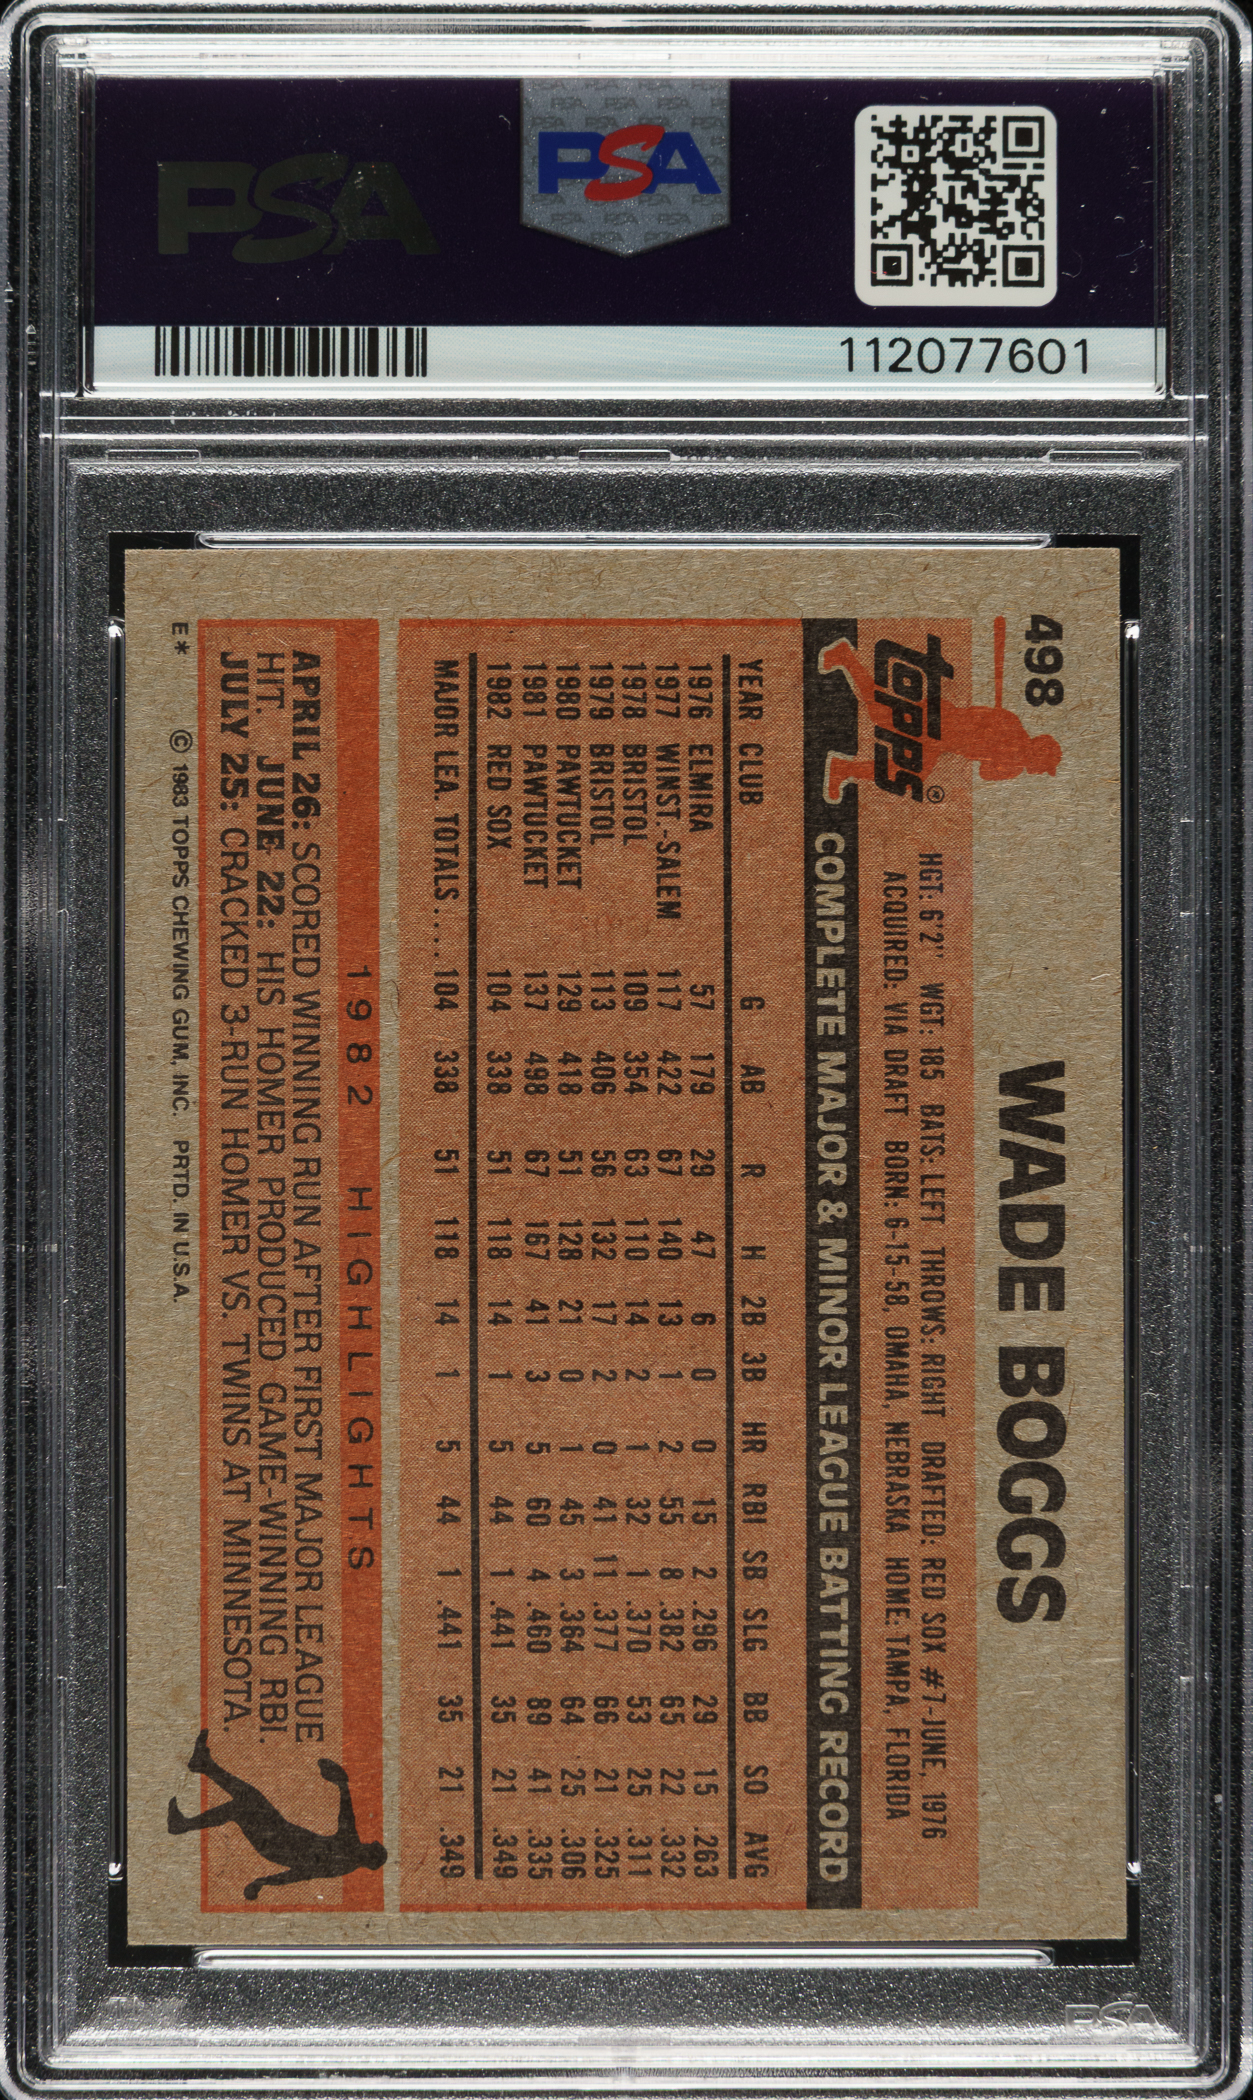 PSA
PSA
112077601
498
WADE BOGGS
topps®
HGT: 6'2' WGT: 185 BATS: LEFT THROWS: RIGHT DRAFTED: RED SOX #7-JUNE, 1976
ACQUIRED: VIA DRAFT BORN: 6-15-58, OMAHA, NEBRASKA HOME: TAMPA, FLORIDA
COMPLETE MAJOR & MINOR LEAGUE BATTING RECORD
YEAR CLUB G AB R H 2B 3B HR RBI SB SLG BB SO AVG
1976 ELMIRA 57 179 29 47 6 0 0 15 2 .296 29 15 .263
1977 WINST.-SALEM 117 422 67 140 13 1 2 55 8 .382 65 22 .332
1978 BRISTOL 109 354 63 110 14 2 1 32 1 .370 53 25 .311
1979 BRISTOL 113 406 56 132 17 2 0 41 11 .377 66 21 .325
1980 PAWTUCKET 129 418 51 128 21 0 1 45 3 .364 64 25 .306
1981 PAWTUCKET 137 498 67 167 41 3 5 60 4 .460 89 41 .335
1982 RED SOX 104 338 51 118 14 1 5 44 1 .441 35 21 .349
MAJOR LEA. TOTALS.... 104 338 51 118 14 1 5 44 1 .441 35 21 .349
1982 HIGHLIGHTS
APRIL 26: SCORED WINNING RUN AFTER FIRST MAJOR LEAGUE
HIT. JUNE 22: HIS HOMER PRODUCED GAME-WINNING RBI.
JULY 25: CRACKED 3-RUN HOMER VS. TWINS AT MINNESOTA.
E* © 1983 TOPPS CHEWING GUM, INC. PRTD. IN U.S.A.
PSA